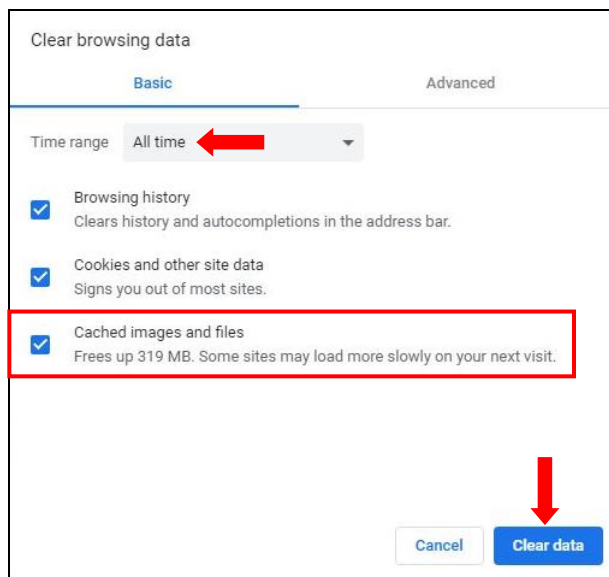 Clear browsing data
Basic Advanced
Time range All time
Browsing history
Clears history and autocompletions in the address bar.
Cookies and other site data
Signs you out of most sites.
Cached images and files
Frees up 319 MB. Some sites may load more slowly on your next visit.
Cancel Clear data